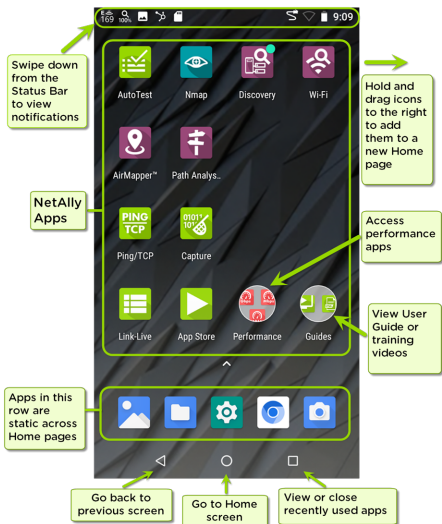 E
169
100%
9:09
Swipe down
from the
Status Bar
to view
notifications
AutoTest
Nmap
Discovery
Wi-Fi
Hold and
drag icons
to the right
to add
them to a
new Home
page
AirMapper™
Path Analys..
NetAlly
Apps
PING
TCP
01011
101
Ping/TCP
Capture
Access
performance
apps
Link-Live
App Store
Performance
Guides
View User
Guide or
training
videos
Apps in this
row are
static across
Home pages
Go back to
previous screen
Go to Home
screen
View or close
recently used apps